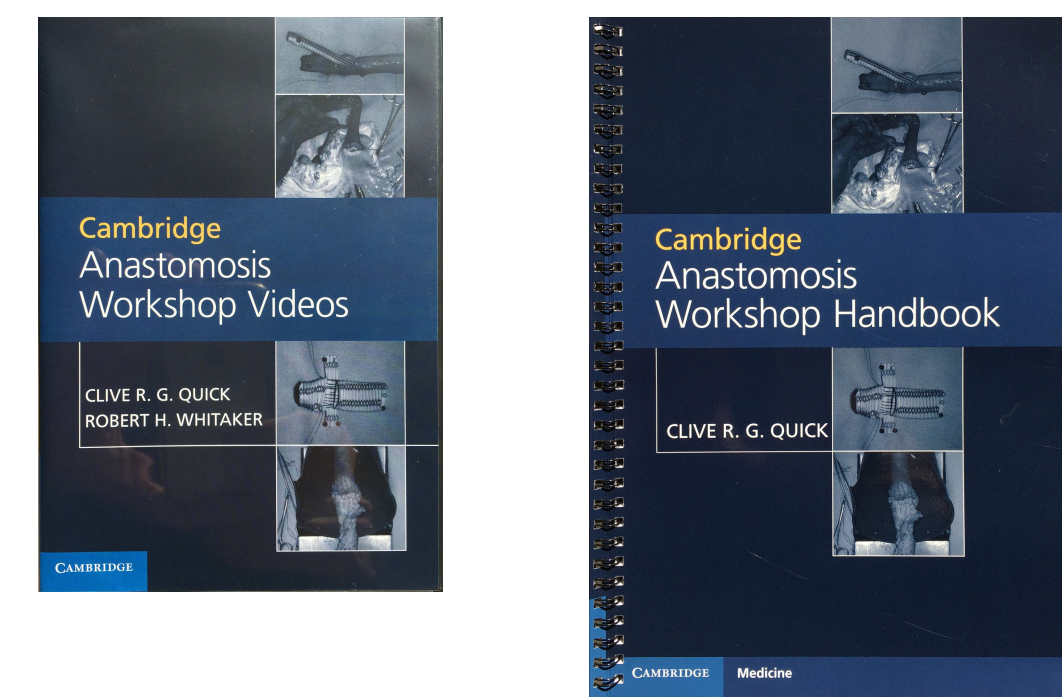 Cambridge
Anastomosis
Workshop Videos
CLIVE R. G. QUICK
ROBERT H. WHITAKER
CAMBRIDGE
Cambridge
Anastomosis
Workshop Handbook
CLIVE R. G. QUICK
CAMBRIDGE Medicine